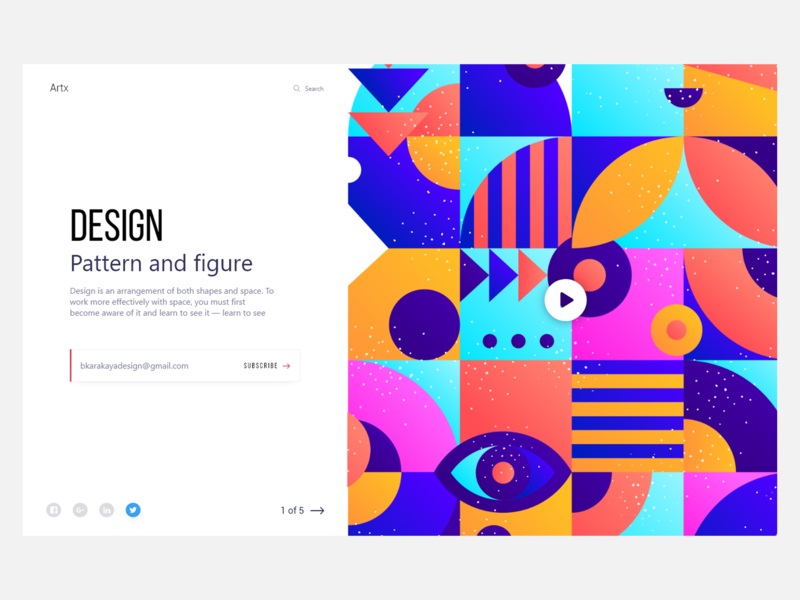 Artx
Search
DESIGN
Pattern and figure
Design is an arrangement of both shapes and space. To
work more effectively with space, you must first
become aware of it and learn to see it — learn to see
bkarakayadesign@gmail.com
SUBSCRIBE
1 of 5